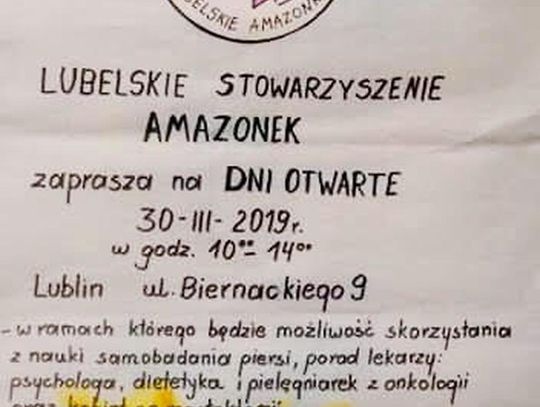 LUBELSKIE AMAZONKI
LUBELSKIE STOWARZYSZENIE
AMAZONEK
zaprasza na DNI OTWARTE
30-III-2019r.
w godz. 10⁰⁰- 14⁰⁰
Lublin ul. Biernackiego 9
- w ramach którego będzie możliwość skorzystania
z nauki samobadania piersi, porad lekarzy:
psychologa, dietetyka i pielęgniarek z onkologii